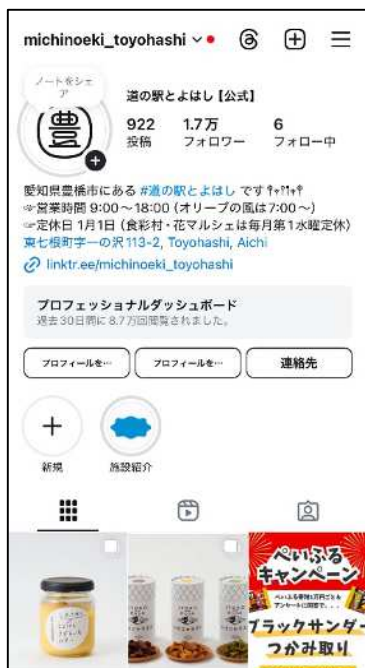 michinoeki_toyohashi
ノートをシェ
ア
豊
道の駅とよはし【公式】
922 1.7万 6
投稿 フォロワー フォロー中
愛知県豊橋市にある #道の駅とよはし です
営業時間 9:00～18:00 (オリーブの風は7:00～)
定休日 1月1日 (食彩村・花マルシェは毎月第1水曜定休)
東七根町字一の沢 113-2, Toyohashi, Aichi
linktr.ee/michinoeki_toyohashi
プロフェッショナルダッシュボード
過去30日間に8.7万回閲覧されました。
プロフィールを… プロフィールを… 連絡先
新規 施設紹介
ぺいふる
キャンペーン
ブラックサンダー
つかみ取り